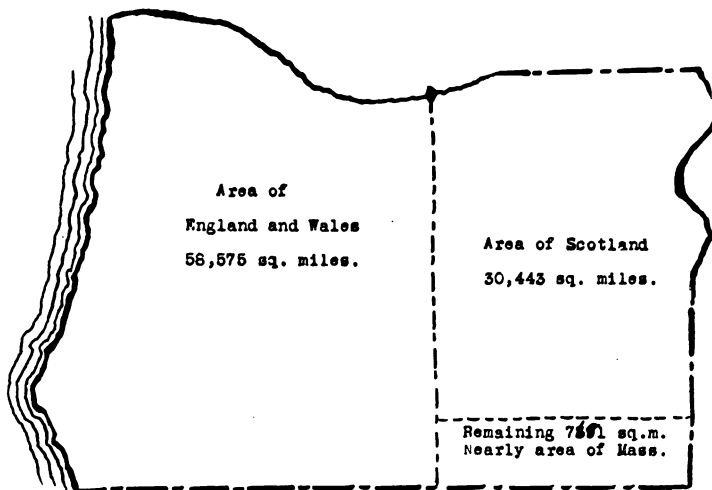 Area of
England and Wales
58,575 sq. miles.
Area of Scotland
30,443 sq. miles.
Remaining sq.m.
Nearly area of Mass.